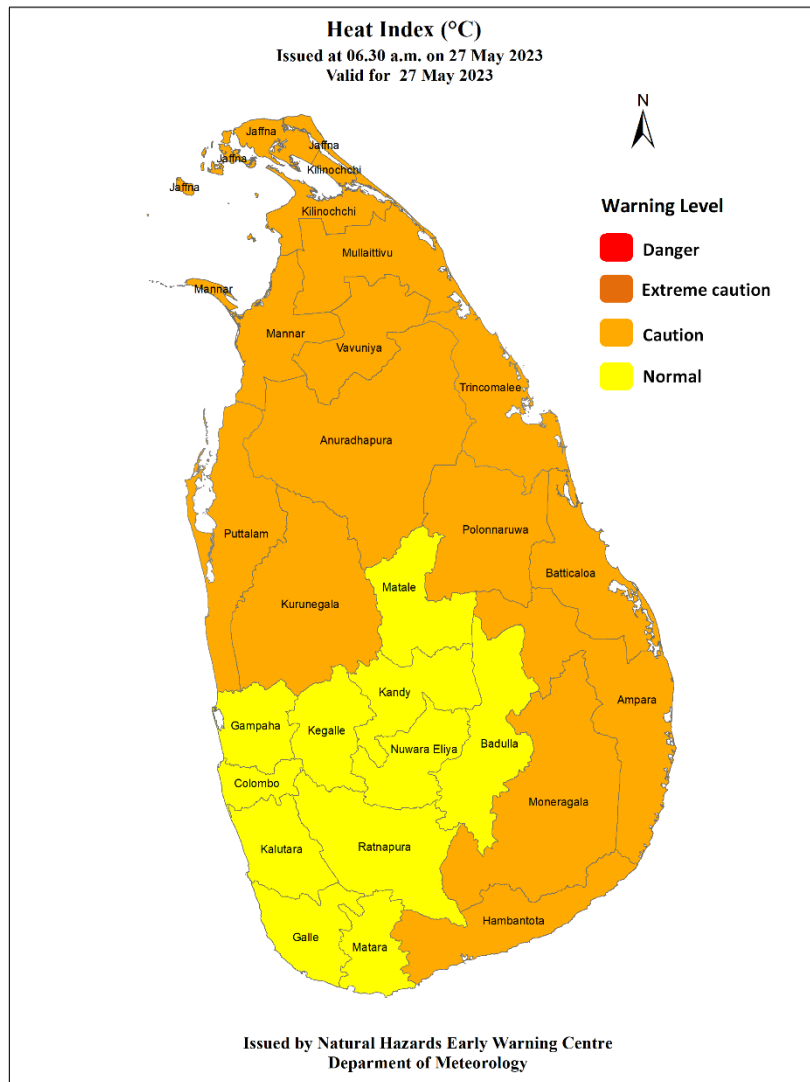 Heat Index (°C)
Issued at 06.30 a.m. on 27 May 2023
Valid for 27 May 2023
N
Jaffna
Jaffna
Jaffna
Kilinochchi
Jaffna
Kilinochchi
Warning Level
Danger
Mullaittivu
Extreme caution
Mannar
Mannar
Caution
Vavuniya
Normal
Trincomalee
Anuradhapura
Puttalam
Polonnaruwa
Batticaloa
Matale
Kurunegala
Kandy
Ampara
Gampaha
Kegalle
Nuwara Eliya
Badulla
Colombo
Moneragala
Kalutara
Ratnapura
Hambantota
Galle
Matara
Issued by Natural Hazards Early Warning Centre
Deparment of Meteorology